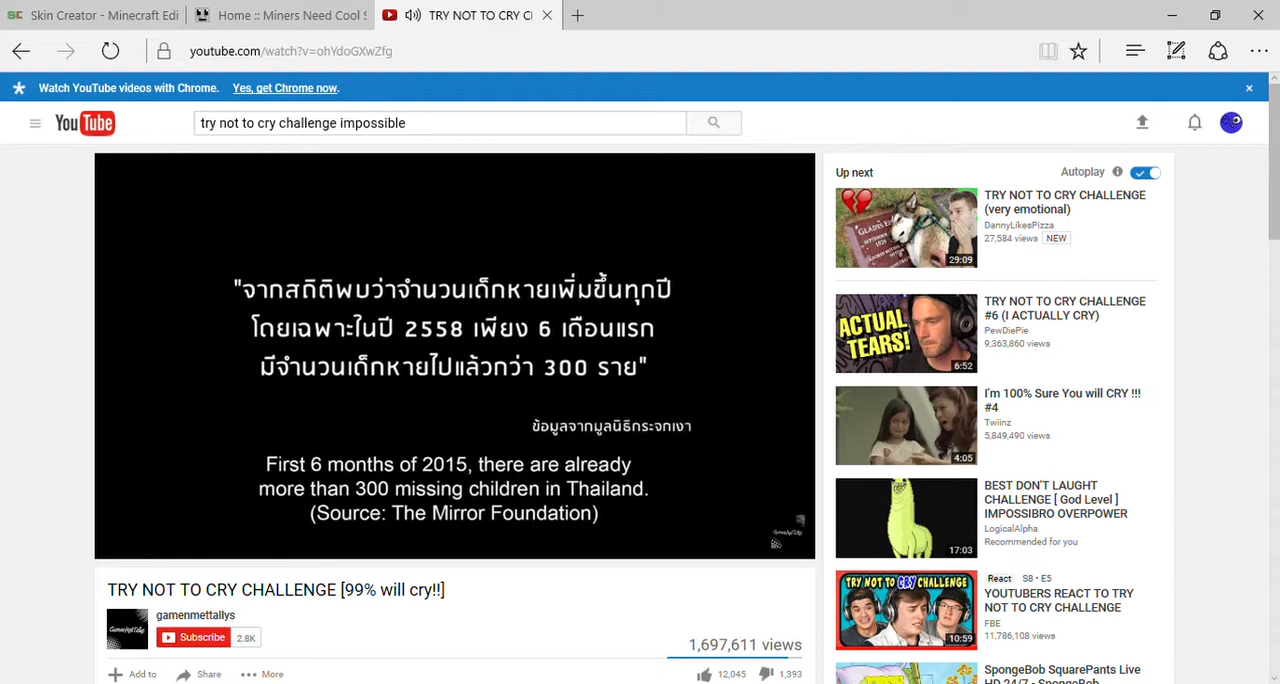 Skin Creator - Minecraft Edi
Home :: Miners Need Cool S
TRY NOT TO CRY CI
youtube.com/watch?v=ohYdoGXwZfg
Watch YouTube videos with Chrome. Yes, get Chrome now.
YouTube
try not to cry challenge impossible
"จากสถิติพบว่าจำนวนเด็กหายเพิ่มขึ้นทุกปี
โดยเฉพาะในปี 2558 เพียง 6 เดือนแรก
มีจำนวนเด็กหายไปแล้วกว่า 300 ราย"
ข้อมูลจากมูลนิธิกระจกเงา
First 6 months of 2015, there are already
more than 300 missing children in Thailand.
(Source: The Mirror Foundation)
TRY NOT TO CRY CHALLENGE [99% will cry!!]
gamenmettallys
Subscribe 2.8K
1,697,611 views
Add to Share More
12,045 1,393
Up next Autoplay
TRY NOT TO CRY CHALLENGE
(very emotional)
DannyLikesPizza
27,584 views NEW
29:09
TRY NOT TO CRY CHALLENGE
#6 (I ACTUALLY CRY)
PewDiePie
9,363,860 views
ACTUAL
TEARS!
6:52
I'm 100% Sure You will CRY !!!
#4
Twiinz
5,849,490 views
4:05
BEST DON'T LAUGHT
CHALLENGE [ God Level ]
IMPOSSIBRO OVERPOWER
LogicalAlpha
Recommended for you
17:03
React S8 • E5
YOUTUBERS REACT TO TRY
NOT TO CRY CHALLENGE
FBE
11,786,108 views
TRY NOT TO CRY CHALLENGE
10:59
SpongeBob SquarePants Live